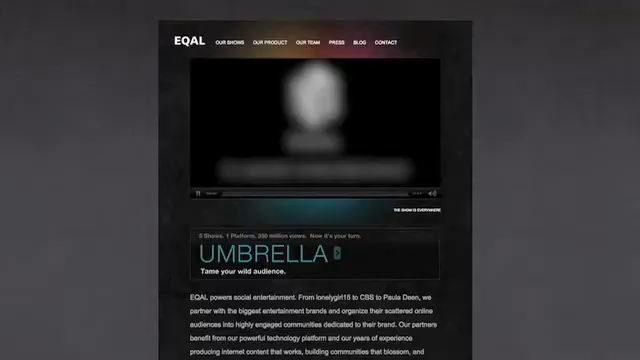 EQAL OUR SHOWS OUR PRODUCT OUR TEAM PRESS BLOG CONTACT
THE SHOW IS EVERYWHERE
5 Shows. 1 Platform. 350 million views. Now it's your turn.
UMBRELLA
Tame your wild audience.
EQAL powers social entertainment. From lonelygirl15 to CBS to Paula Deen, we
partner with the biggest entertainment brands and organize their scattered online
audiences into highly engaged communities dedicated to their brand. Our partners
benefit from our powerful technology platform and our years of experience
producing internet content that works, building communities that blossom, and